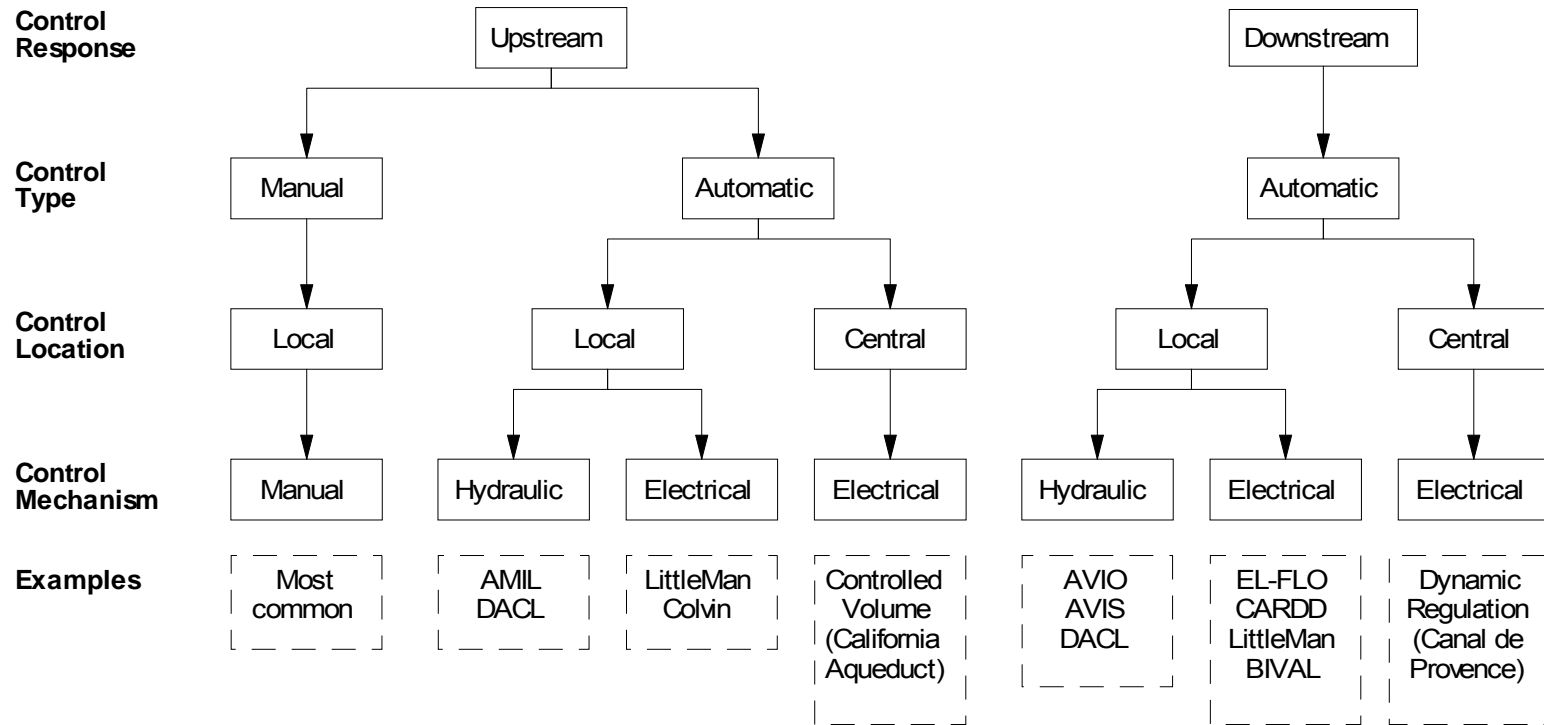 Control
Response
Upstream
Downstream
Control
Type
Manual
Automatic
Automatic
Control
Location
Local
Local
Central
Local
Central
Control
Mechanism
Manual
Hydraulic
Electrical
Electrical
Hydraulic
Electrical
Electrical
Examples
Most
common
AMIL
DACL
LittleMan
Colvin
Controlled
Volume
(California
Aqueduct)
AVIO
AVIS
DACL
EL-FLO
CARDD
LittleMan
BIVAL
Dynamic
Regulation
(Canal de
Provence)